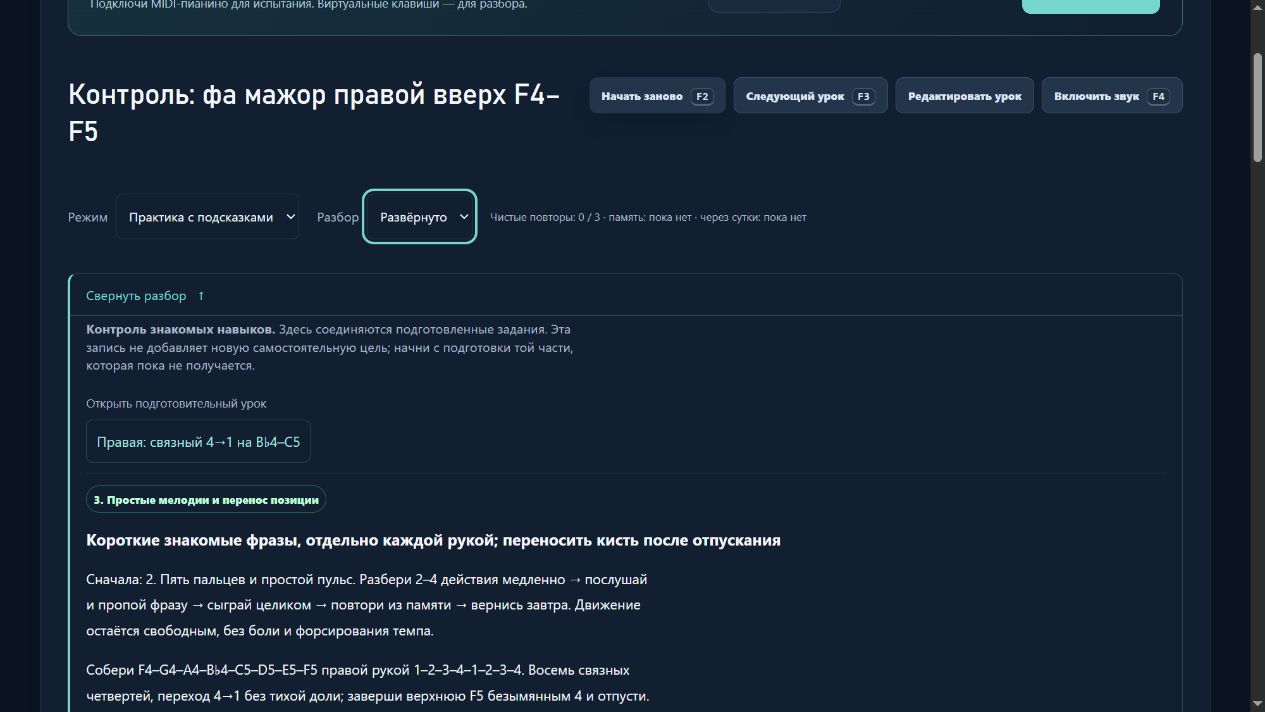 Подключи MIDI-пианино для испытания. Виртуальные клавиши — для разбора.
Контроль: фа мажор правой вверх F4–
F5
Начать заново F2
Следующий урок F3
Редактировать урок
Включить звук F4
Режим
Практика с подсказками
Разбор
Развёрнуто
Чистые повторы: 0 / 3 · память: пока нет · через сутки: пока нет
Свернуть разбор ↑
Контроль знакомых навыков. Здесь соединяются подготовленные задания. Эта
запись не добавляет новую самостоятельную цель; начни с подготовки той части,
которая пока не получается.
Открыть подготовительный урок
Правая: связный 4→1 на B♭4–C5
3. Простые мелодии и перенос позиции
Короткие знакомые фразы, отдельно каждой рукой; переносить кисть после отпускания
Сначала: 2. Пять пальцев и простой пульс. Разбери 2–4 действия медленно → послушай
и пропой фразу → сыграй целиком → повтори из памяти → вернись завтра. Движение
остаётся свободным, без боли и форсирования темпа.
Собери F4–G4–A4–B♭4–C5–D5–E5–F5 правой рукой 1–2–3–4–1–2–3–4. Восемь связных
четвертей, переход 4→1 без тихой доли; заверши верхнюю F5 безымянным 4 и отпусти.